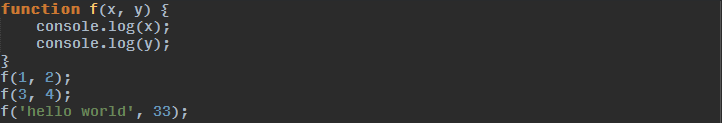 function f(x, y) {
    console.log(x);
    console.log(y);
}
f(1, 2);
f(3, 4);
f('hello world', 33);